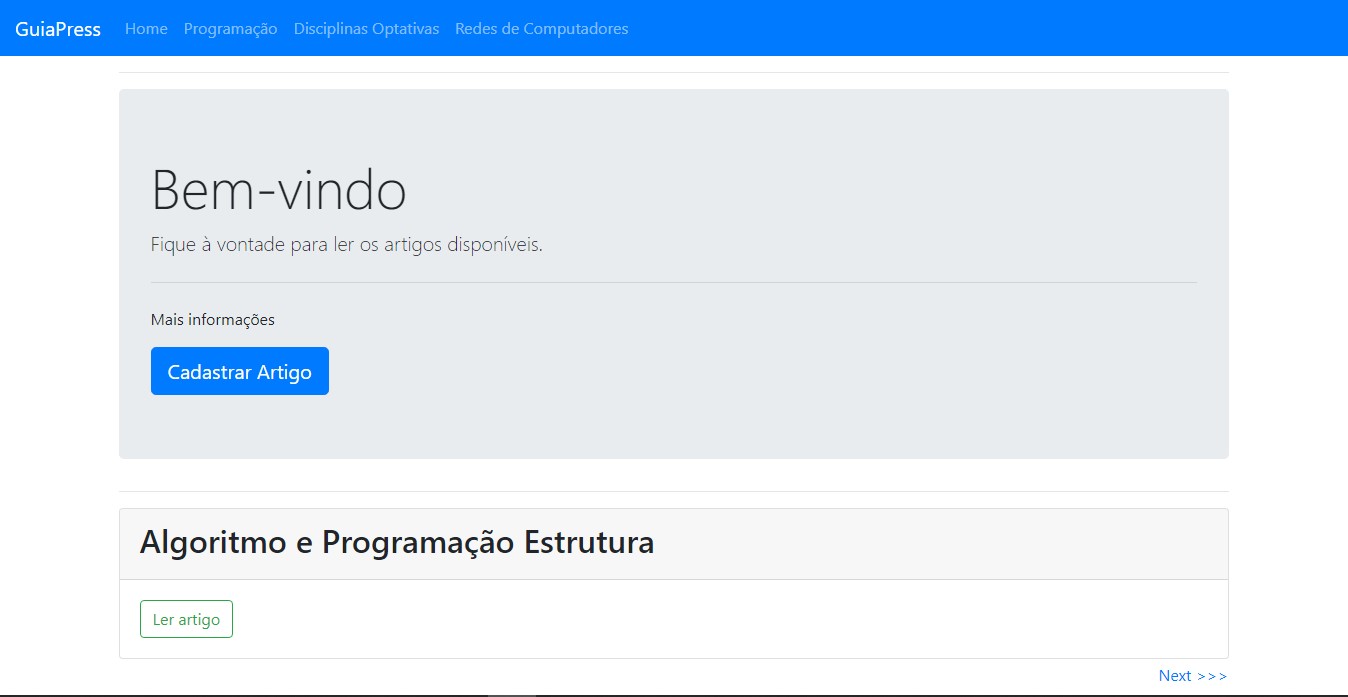 GuiaPress Home Programação Disciplinas Optativas Redes de Computadores
Bem-vindo
Fique à vontade para ler os artigos disponíveis.
Mais informações
Cadastrar Artigo
Algoritmo e Programação Estrutura
Ler artigo
Next >>>